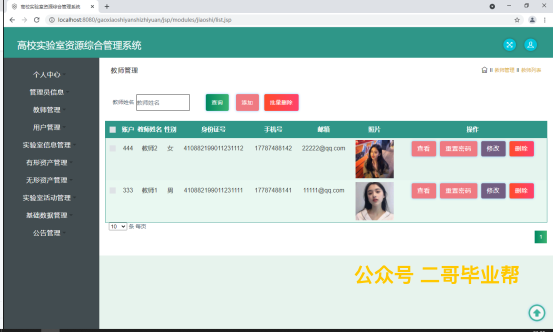 高校实验室资源综合管理系统
localhost:8080/gaoxiaoshiyanshizhiyuan/jsp/modules/jiaoshi/list.jsp
高校实验室资源综合管理系统
个人中心
管理员信息
教师管理
用户管理
实验室信息管理
有形资产管理
无形资产管理
实验室活动管理
基础数据管理
公告管理
教师管理
教师管理 教师列表
教师姓名 教师姓名 查询 添加 批量删除
账户 教师姓名 性别 身份证号 手机号 邮箱 照片 操作
444 教师2 女 410882199011231112 17787488142 22222@qq.com 查看 重置密码 修改 删除
333 教师1 男 410882199011231111 17787488141 11111@qq.com 查看 重置密码 修改 删除
10 条 每页
1
公众号 二哥毕业帮